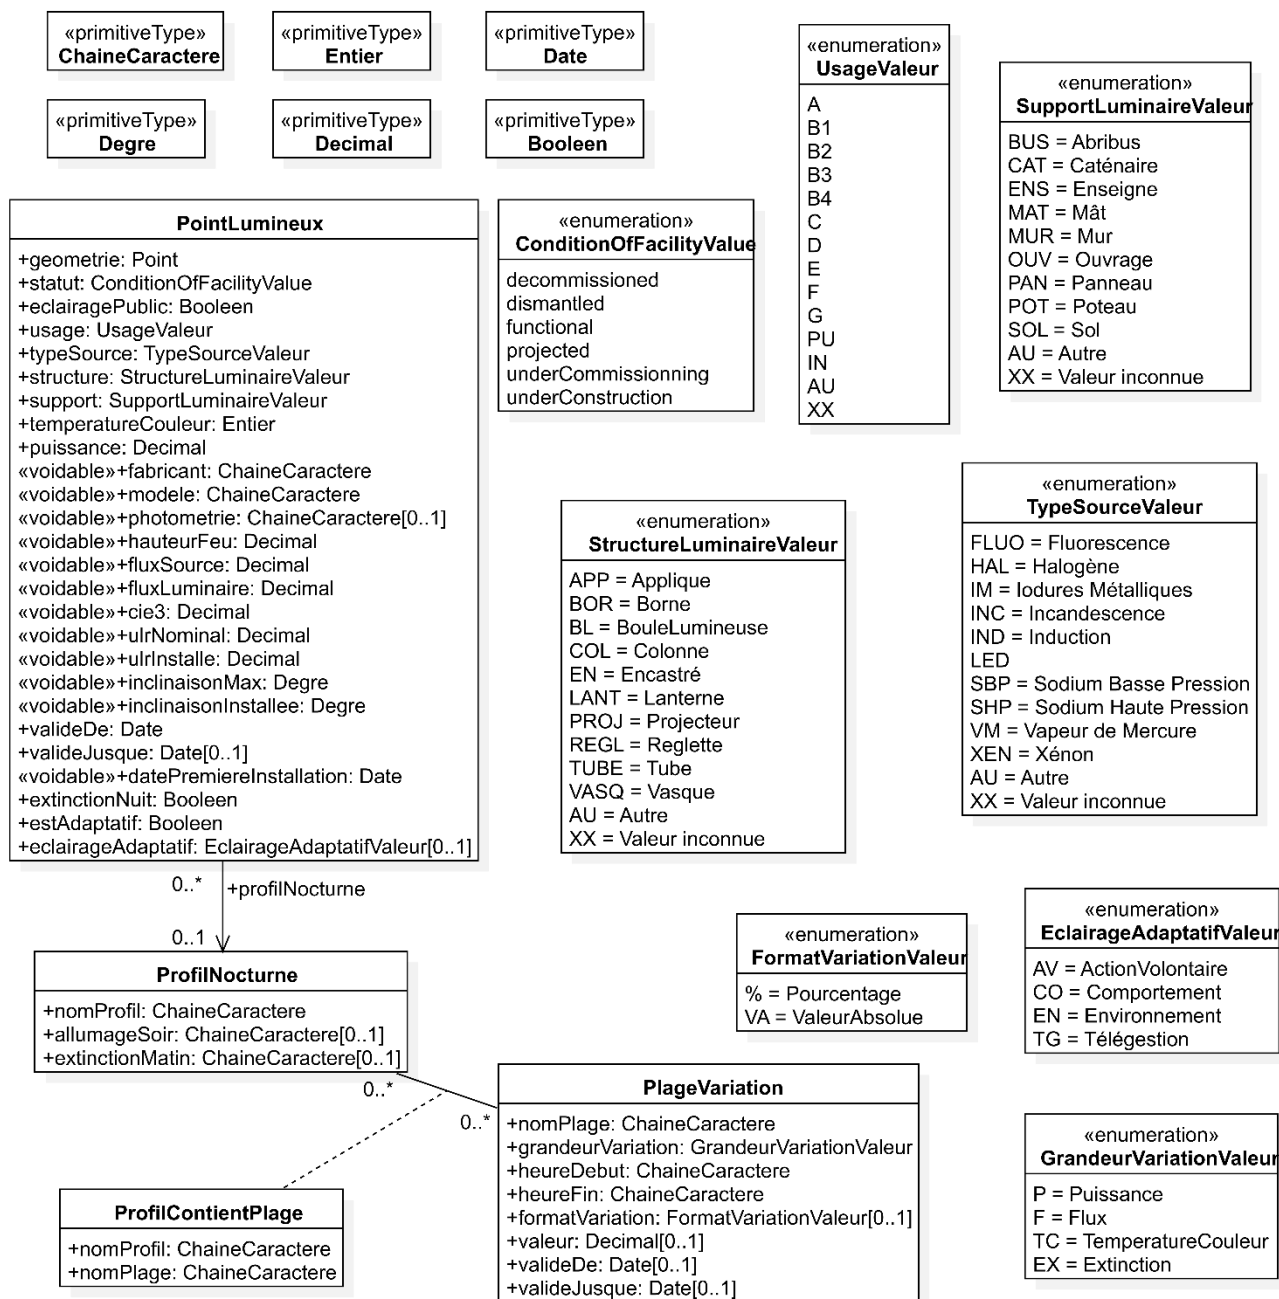 «primitiveType»
ChaineCaractere
«primitiveType»
Entier
«primitiveType»
Date
«primitiveType»
Degre
«primitiveType»
Decimal
«primitiveType»
Booleen
«enumeration»
UsageValeur
A
B1
B2
B3
B4
C
D
E
F
G
PU
IN
AU
XX
«enumeration»
SupportLuminaireValeur
BUS = Abribus
CAT = Caténaire
ENS = Enseigne
MAT = Mât
MUR = Mur
OUV = Ouvrage
PAN = Panneau
POT = Poteau
SOL = Sol
AU = Autre
XX = Valeur inconnue
PointLumineux
+geometrie: Point
+statut: ConditionOfFacilityValue
+eclairagePublic: Booleen
+usage: UsageValeur
+typeSource: TypeSourceValeur
+structure: StructureLuminaireValeur
+support: SupportLuminaireValeur
+temperatureCouleur: Entier
+puissance: Decimal
«voidable»+fabricant: ChaineCaractere
«voidable»+modele: ChaineCaractere
«voidable»+photometrie: ChaineCaractere[0..1]
«voidable»+hauteurFeu: Decimal
«voidable»+fluxSource: Decimal
«voidable»+fluxLuminaire: Decimal
«voidable»+cie3: Decimal
«voidable»+ulrNominal: Decimal
«voidable»+ulrInstalle: Decimal
«voidable»+inclinaisonMax: Degre
«voidable»+inclinaisonInstallee: Degre
+valideDe: Date
+valideJusque: Date[0..1]
«voidable»+datePremiereInstallation: Date
+extinctionNuit: Booleen
+estAdaptatif: Booleen
+eclairageAdaptatif: EclairageAdaptatifValeur[0..1]
«enumeration»
ConditionOfFacilityValue
decommissioned
dismantled
functional
projected
underCommissionning
underConstruction
«enumeration»
StructureLuminaireValeur
APP = Applique
BOR = Borne
BL = BouleLumineuse
COL = Colonne
EN = Encastré
LANT = Lanterne
PROJ = Projecteur
REGL = Reglette
TUBE = Tube
VASQ = Vasque
AU = Autre
XX = Valeur inconnue
«enumeration»
TypeSourceValeur
FLUO = Fluorescence
HAL = Halogène
IM = Iodures Métalliques
INC = Incandescence
IND = Induction
LED
SBP = Sodium Basse Pression
SHP = Sodium Haute Pression
VM = Vapeur de Mercure
XEN = Xénon
AU = Autre
XX = Valeur inconnue
0..*
+profilNocturne
0..1
ProfilNocturne
+nomProfil: ChaineCaractere
+allumageSoir: ChaineCaractere[0..1]
+extinctionMatin: ChaineCaractere[0..1]
«enumeration»
FormatVariationValeur
% = Pourcentage
VA = ValeurAbsolue
«enumeration»
EclairageAdaptatifValeur
AV = ActionVolontaire
CO = Comportement
EN = Environnement
TG = Télégestion
0..*
0..*
PlageVariation
+nomPlage: ChaineCaractere
+grandeurVariation: GrandeurVariationValeur
+heureDebut: ChaineCaractere
+heureFin: ChaineCaractere
+formatVariation: FormatVariationValeur[0..1]
+valeur: Decimal[0..1]
+valideDe: Date[0..1]
+valideJusque: Date[0..1]
ProfilContientPlage
+nomProfil: ChaineCaractere
+nomPlage: ChaineCaractere
«enumeration»
GrandeurVariationValeur
P = Puissance
F = Flux
TC = TemperatureCouleur
EX = Extinction